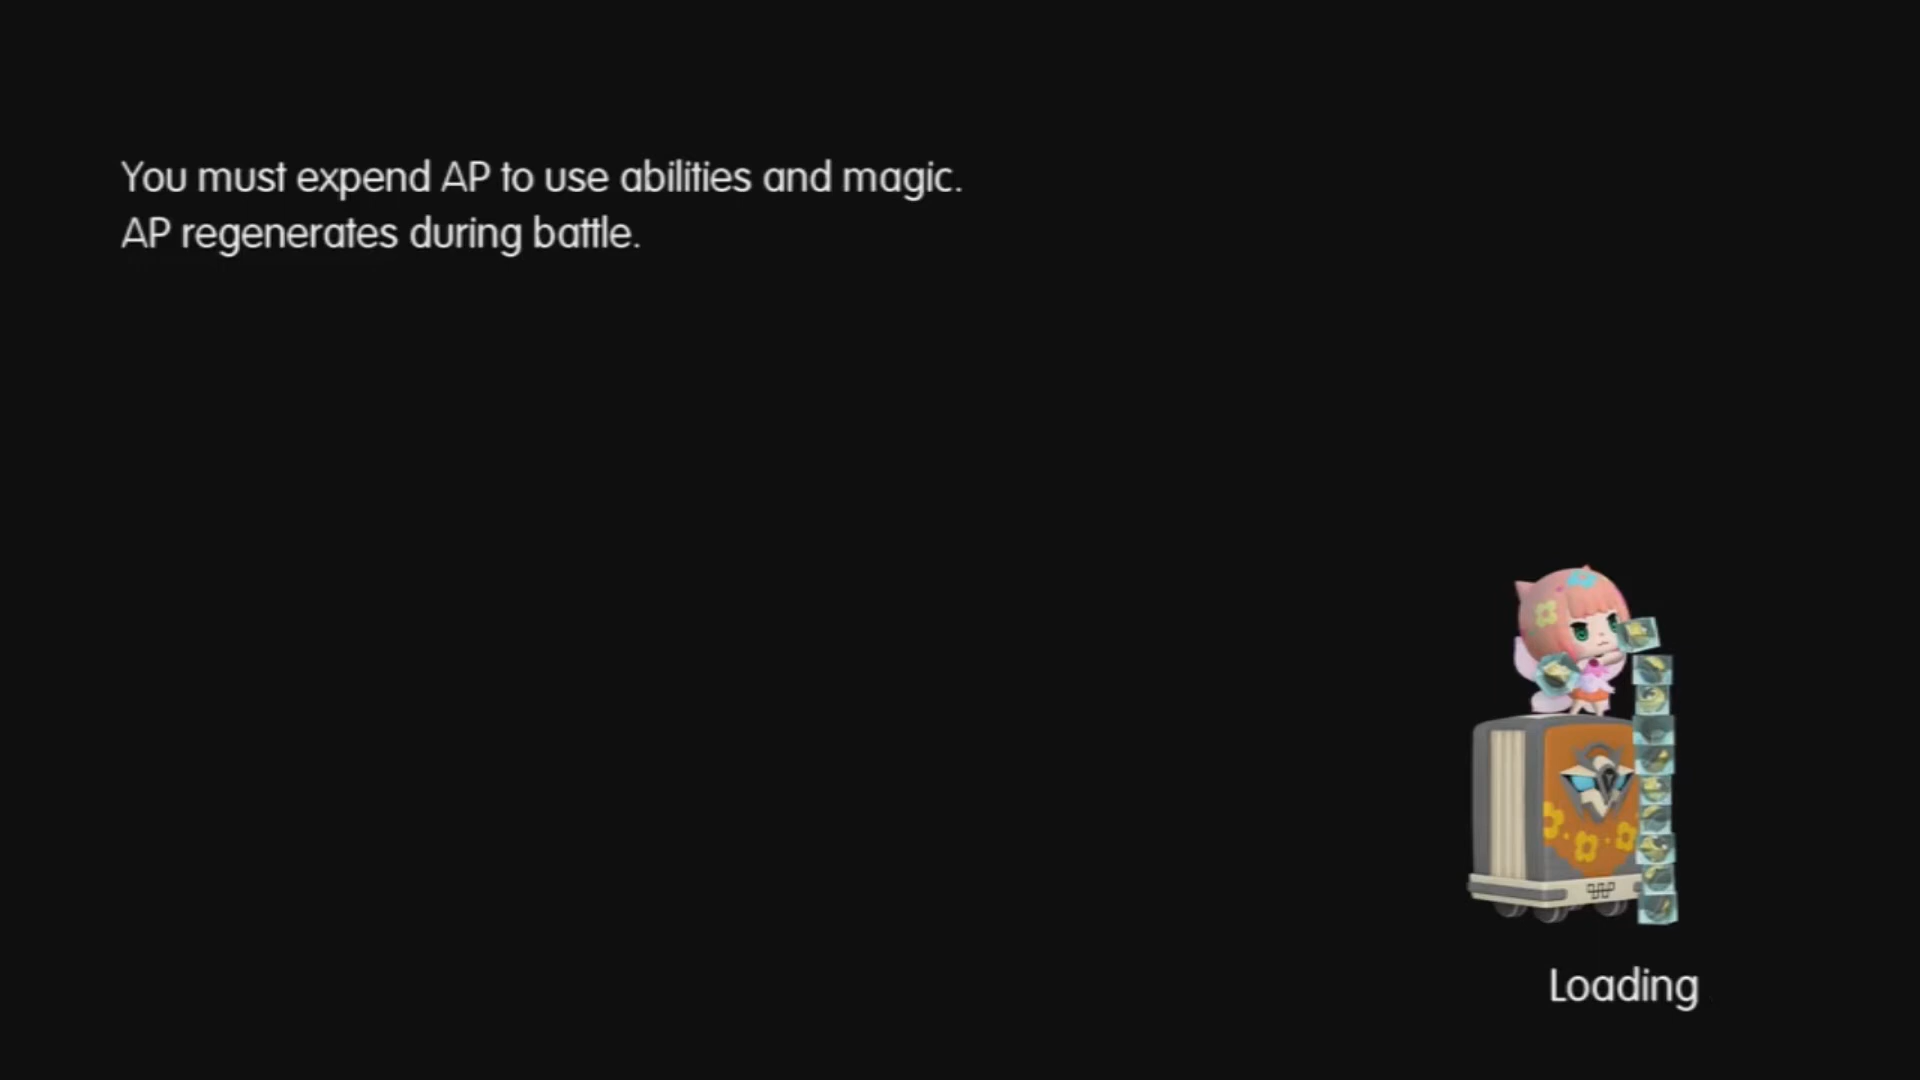 You must expend AP to use abilities and magic.
AP regenerates during battle.
Loading